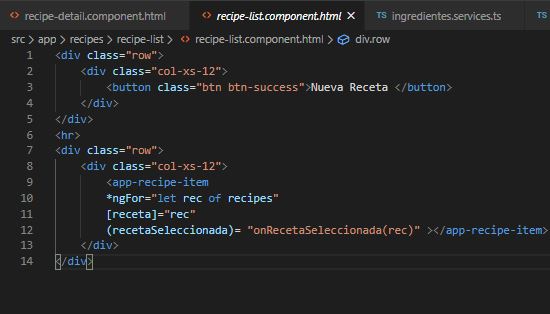 recipe-detail.component.html recipe-list.component.html TS ingredientes.services.ts TS
src > app > recipes > recipe-list > recipe-list.component.html > div.row
1 <div class="row">
2 <div class="col-xs-12">
3 <button class="btn btn-success">Nueva Receta </button>
4 </div>
5 </div>
6 <hr>
7 <div class="row">
8 <div class="col-xs-12">
9 <app-recipe-item
10 *ngFor="let rec of recipes"
11 [receta]="rec"
12 (recetaSeleccionada)= "onRecetaSeleccionada(rec)" ></app-recipe-item>
13 </div>
14 </div>